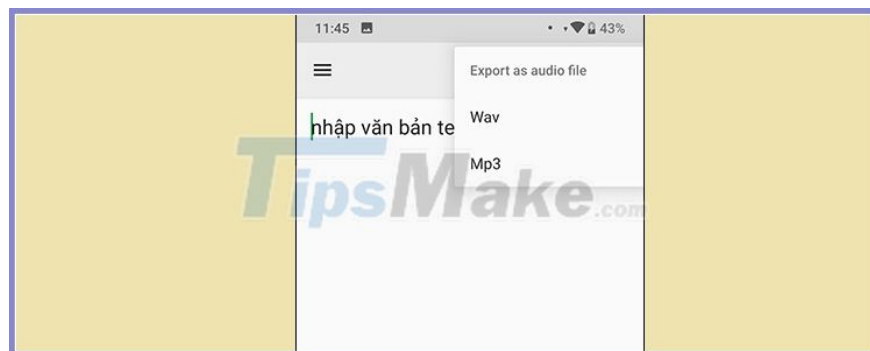 11:45 43%
Export as audio file
nhập văn bản te
Wav
Mp3
TipsMake.com